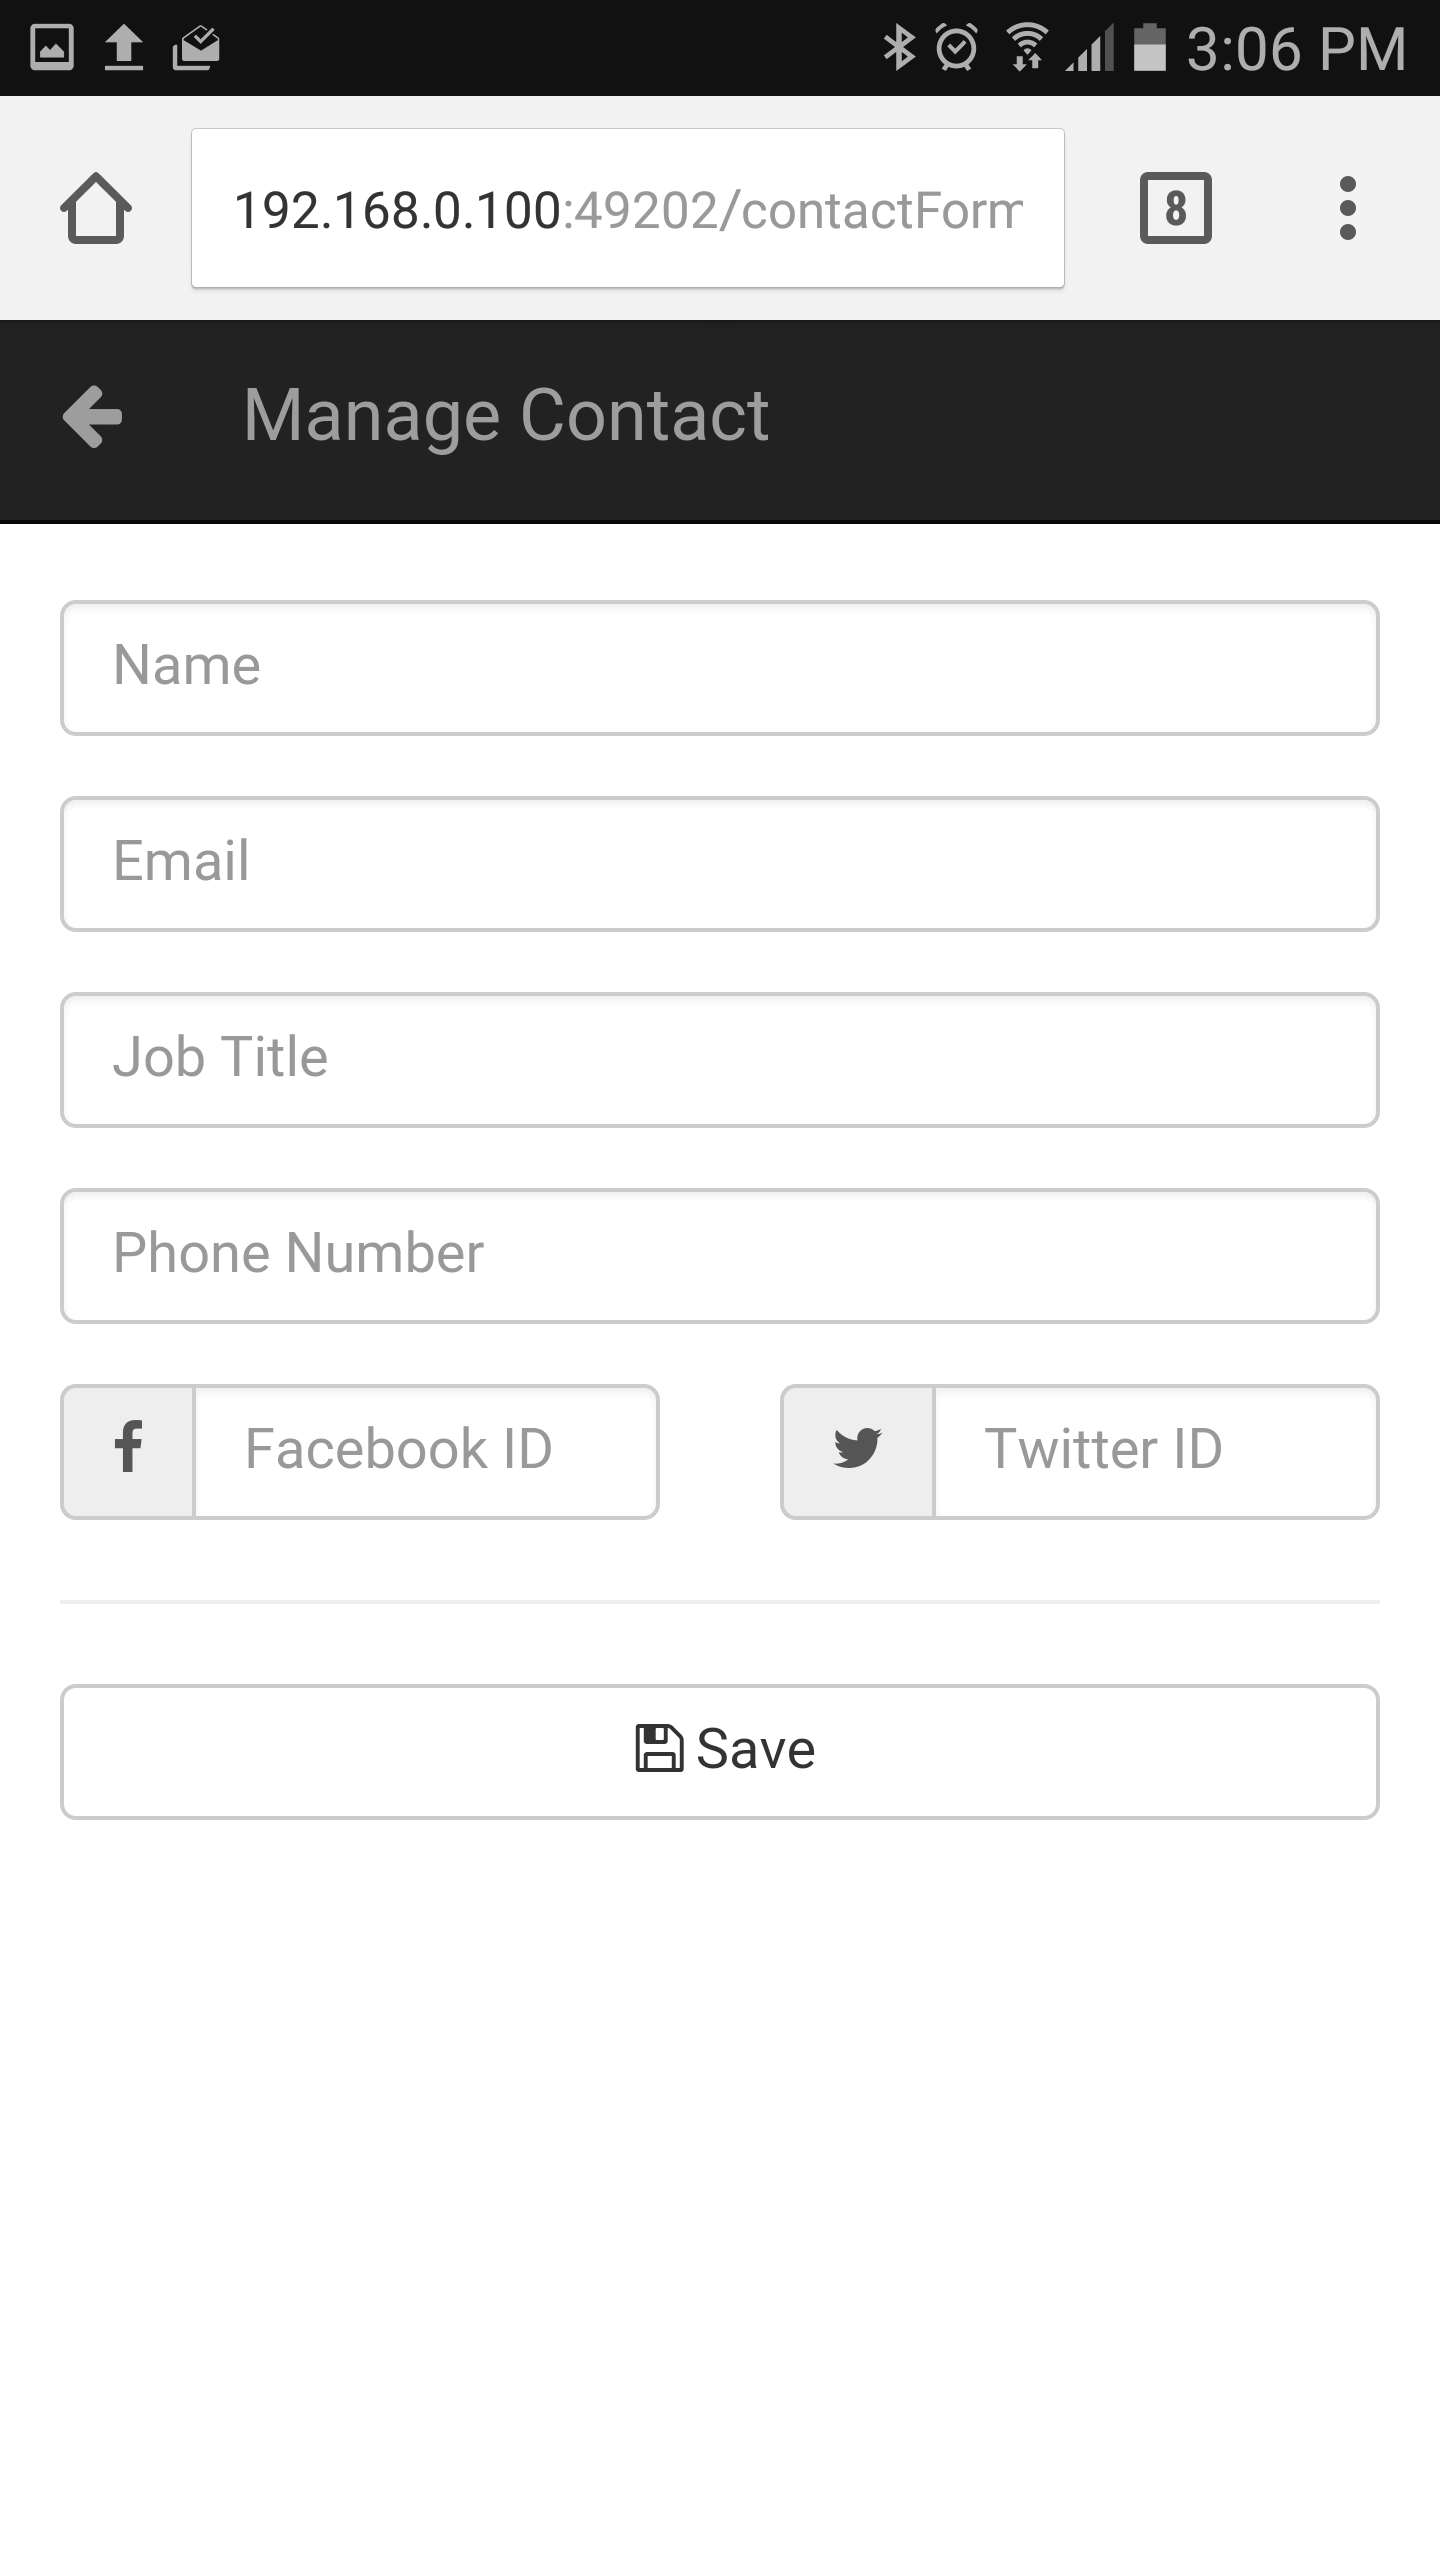 3:06 PM
192.168.0.100:49202/contactForm
8
Manage Contact
Name
Email
Job Title
Phone Number
Facebook ID
Twitter ID
Save